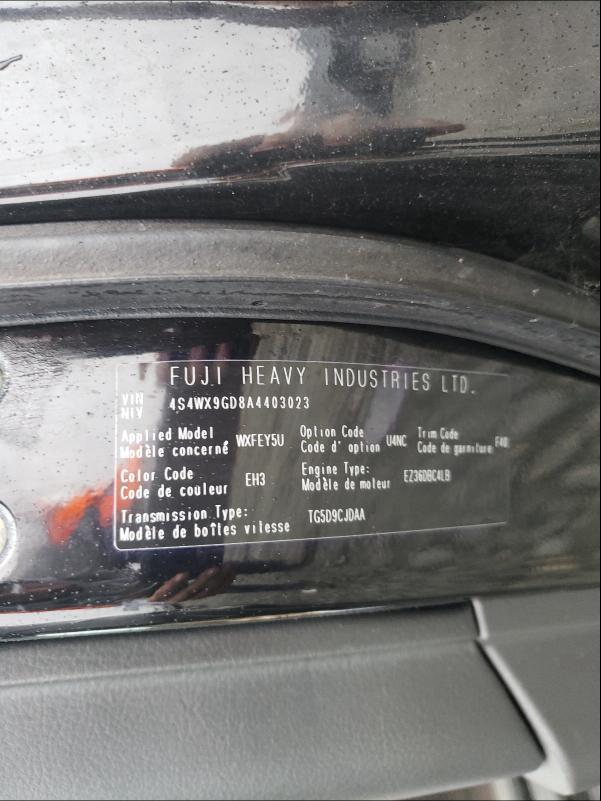 FUJI HEAVY INDUSTRIES LTD.
VIN
NIV 4S4WX9GD8A4403023
Applied Model
Modèle concerné WXFEY5U
Option Code
Code d' option U4NC
Trim Code
Code de garniture F40
Color Code
Code de couleur EH3
Engine Type:
Modèle de moteur EZ36DBC4LB
Transmission Type:
Modèle de boîtes vitesse TG5D9CJDAA